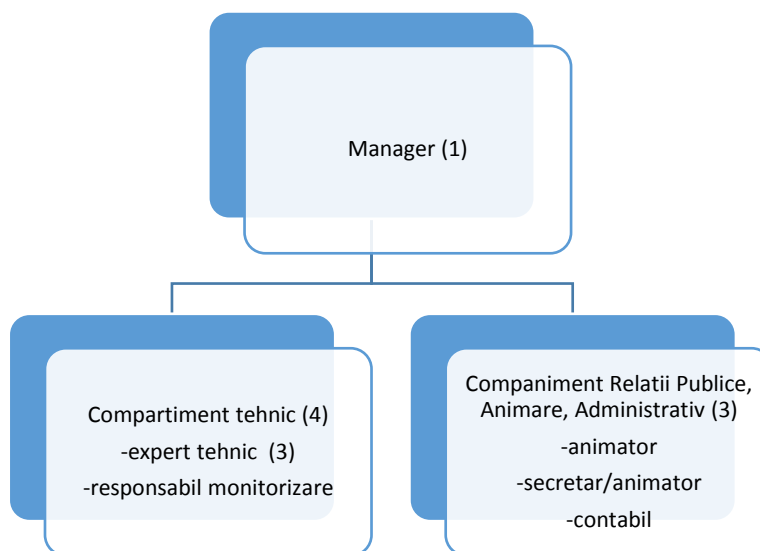 Manager (1)
Compartiment tehnic (4)
-expert tehnic (3)
-responsabil monitorizare
Companiment Relatii Publice,
Animare, Administrativ (3)
-animator
-secretar/animator
-contabil